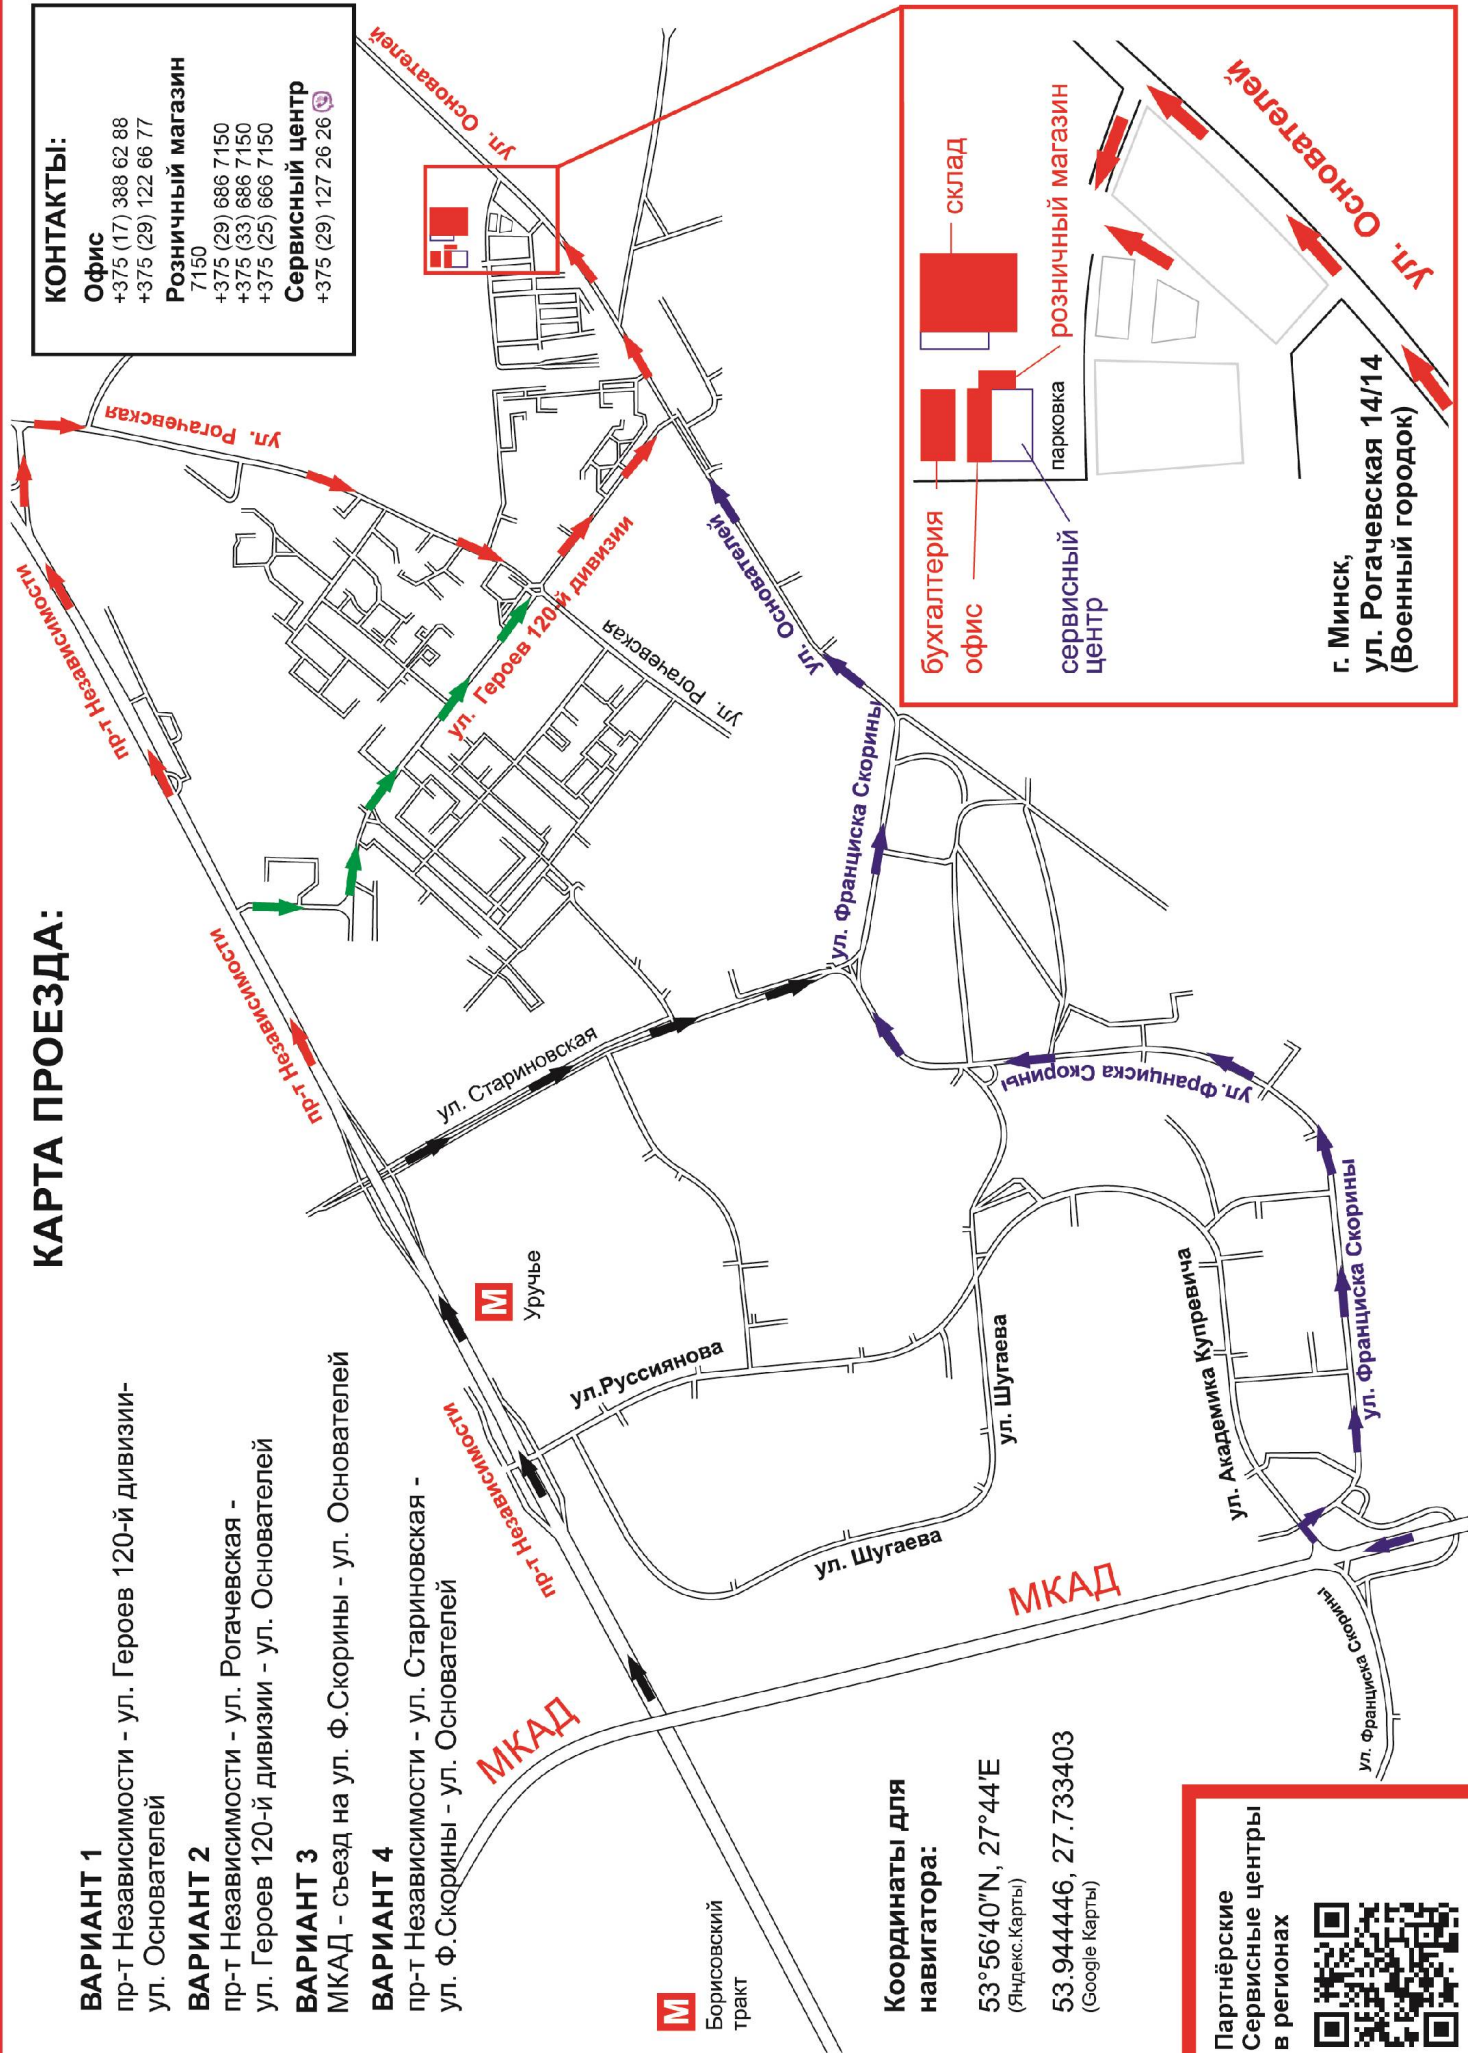 КАРТА ПРОЕЗДА:
ВАРИАНТ 1
пр-т Независимости - ул. Героев 120-й дивизии-
ул. Основателей
ВАРИАНТ 2
пр-т Независимости - ул. Рогачевская -
ул. Героев 120-й дивизии - ул. Основателей
ВАРИАНТ 3
МКАД - съезд на ул. Ф.Скорины - ул. Основателей
ВАРИАНТ 4
пр-т Независимости - ул. Стариновская -
ул. Ф.Скорины - ул. Основателей
КОНТАКТЫ:
Офис
+375 (17) 388 62 88
+375 (29) 122 66 77
Розничный магазин
7150
+375 (29) 686 7150
+375 (33) 686 7150
+375 (25) 666 7150
Сервисный центр
+375 (29) 127 26 26
пр-т Независимости
пр-т Независимости
пр-т Независимости
ул. Рогачевская
ул. Основателей
ул. Героев 120-й дивизии
ул. Рогачевская
ул. Основателей
ул. Стариновская
ул. Франциска Скорины
М
Уручье
ул.Руссиянова
ул. Франциска Скорины
ул. Шугаева
ул. Шугаева
ул. Академика Купревича
ул. Франциска Скорины
МКАД
МКАД
ул. Франциска Скорины
М
Борисовский
тракт
Координаты для
навигатора:
53°56'40"N, 27°44'E
(Яндекс.Карты)
53.944446, 27.733403
(Google Карты)
Партнёрские
Сервисные центры
в регионах
бухгалтерия
офис
сервисный
центр
склад
розничный магазин
парковка
ул. Основателей
г. Минск,
ул. Рогачевская 14/14
(Военный городок)